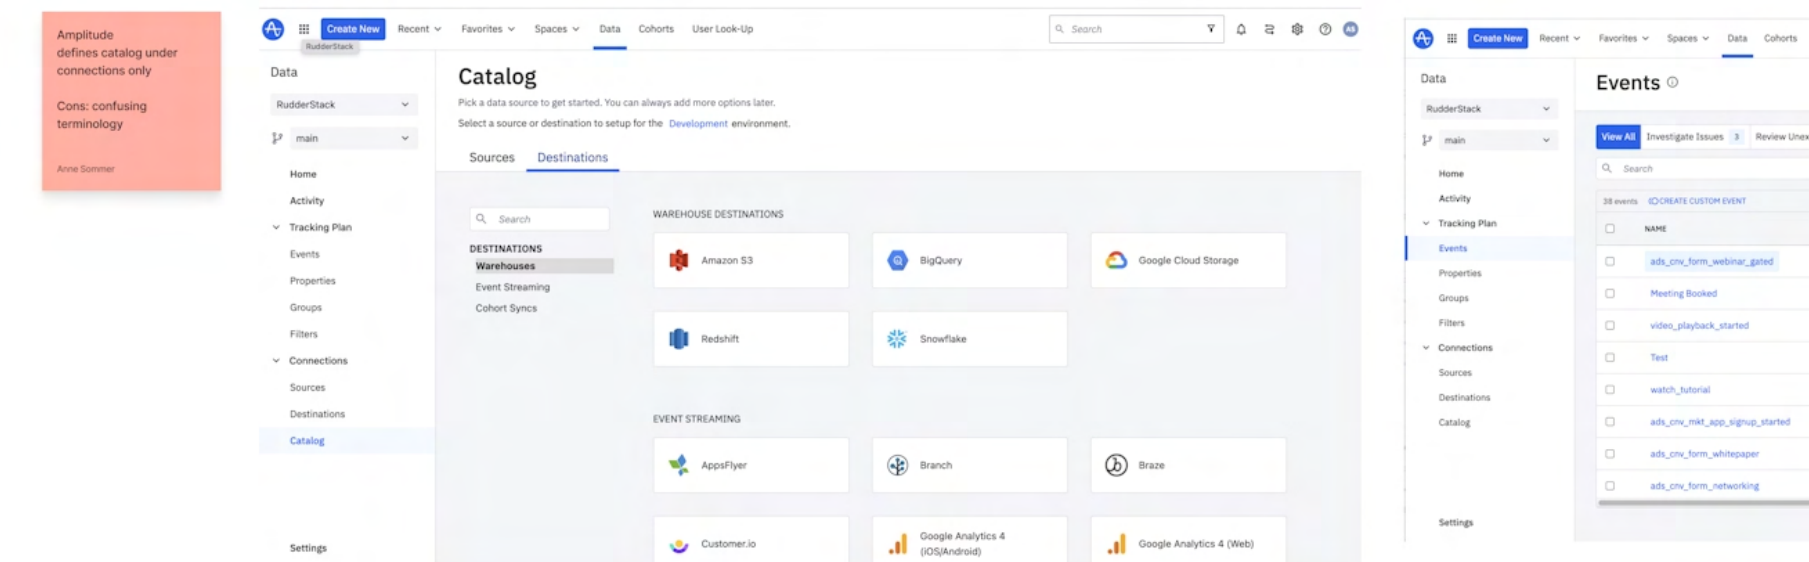 Amplitude
defines catalog under
connections only
Cons: confusing
terminology
Anne Sommer
Create New
Recent
Favorites
Spaces
Data
Cohorts
User Look-Up
Search
AS
RudderStack
Data
RudderStack
main
Home
Activity
Tracking Plan
Events
Properties
Groups
Filters
Connections
Sources
Destinations
Catalog
Settings
Catalog
Pick a data source to get started. You can always add more options later.
Select a source or destination to setup for the Development environment.
Sources
Destinations
Search
DESTINATIONS
Warehouses
Event Streaming
Cohort Syncs
WAREHOUSE DESTINATIONS
Amazon S3
BigQuery
Google Cloud Storage
Redshift
Snowflake
EVENT STREAMING
AppsFlyer
Branch
Braze
Customer.io
Google Analytics 4
(iOS/Android)
Google Analytics 4 (Web)
Create New
Recent
Favorites
Spaces
Data
Cohorts
Data
RudderStack
main
Home
Activity
Tracking Plan
Events
Properties
Groups
Filters
Connections
Sources
Destinations
Catalog
Settings
Events
View All
Investigate Issues 3
Review Unex
Search
38 events
CREATE CUSTOM EVENT
NAME
ads_cnv_form_webinar_gated
Meeting Booked
video_playback_started
Test
watch_tutorial
ads_cnv_mkt_app_signup_started
ads_cnv_form_whitepaper
ads_cnv_form_networking